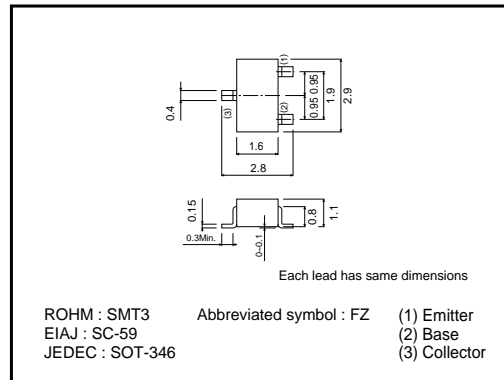 (1)
0.95 0.95
1.9
2.9
0.4
(3)
(2)
1.6
2.8
0.15
0.3Min.
0~0.1
0.8
1.1
Each lead has same dimensions
ROHM : SMT3 Abbreviated symbol : FZ (1) Emitter
EIAJ : SC-59 (2) Base
JEDEC : SOT-346 (3) Collector